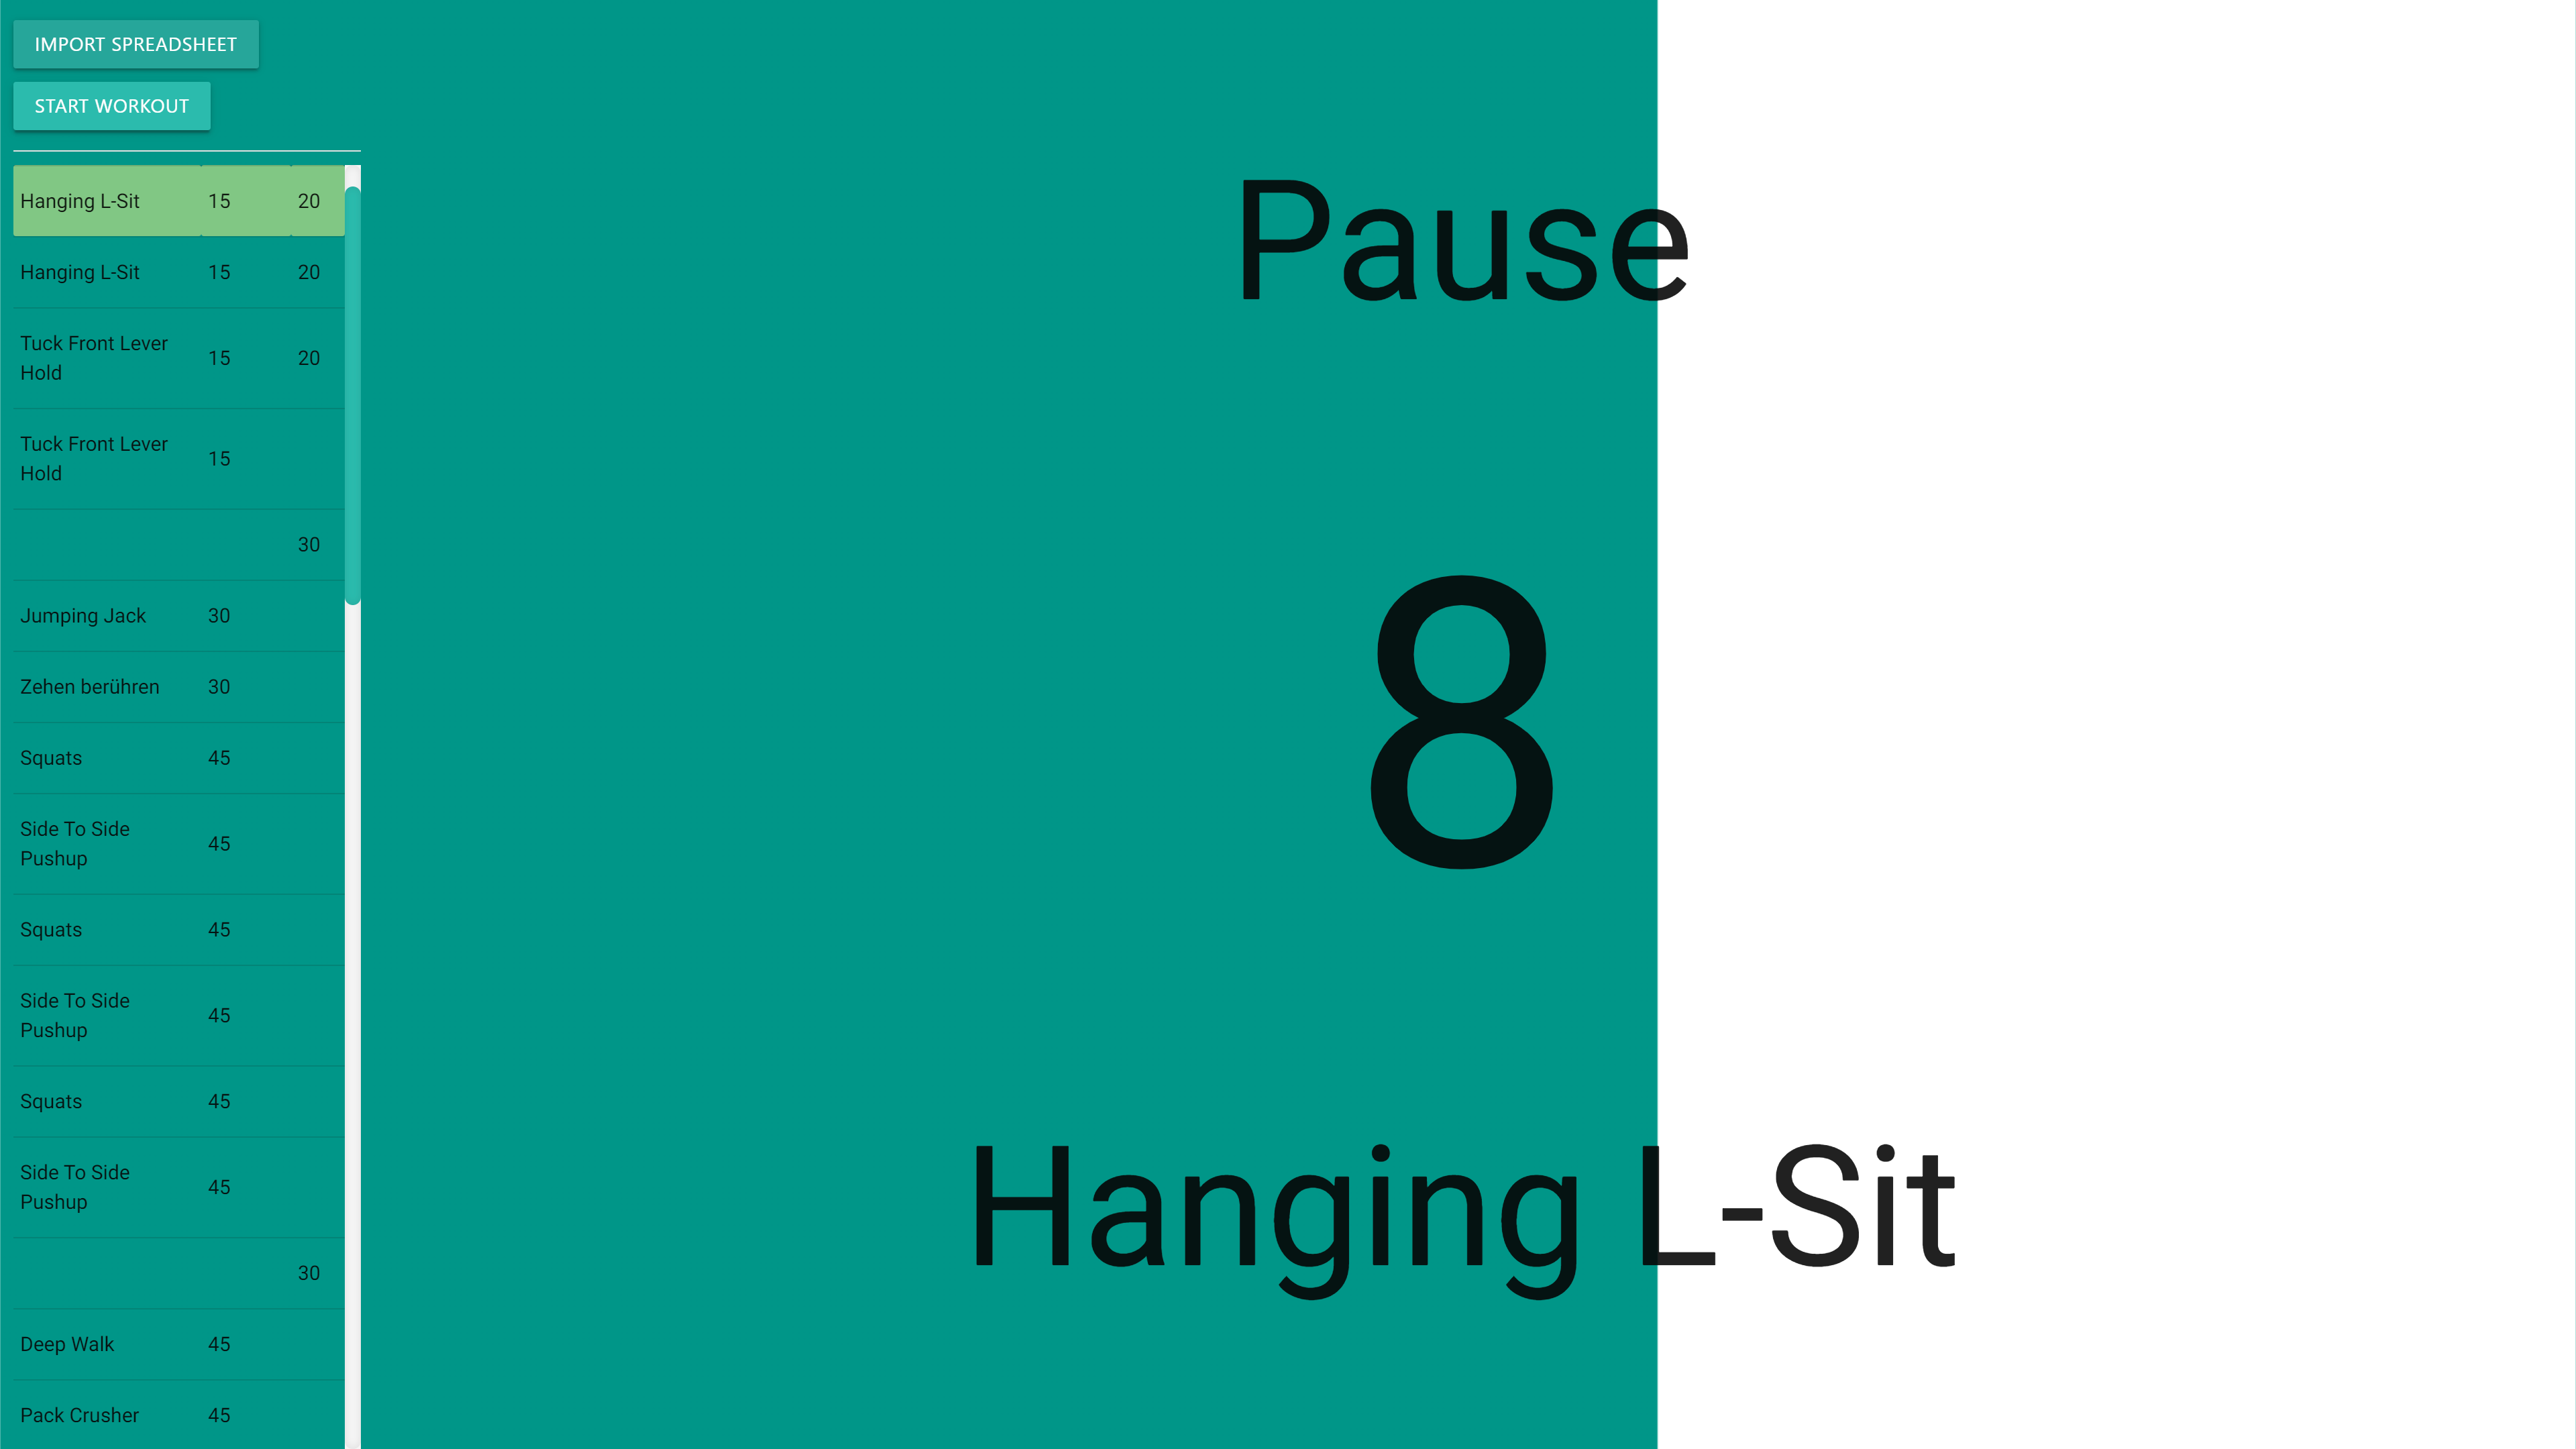 IMPORT SPREADSHEET
START WORKOUT
Hanging L-Sit 15 20
Hanging L-Sit 15 20
Tuck Front Lever
Hold 15 20
Tuck Front Lever
Hold 15
30
Jumping Jack 30
Zehen berühren 30
Squats 45
Side To Side
Pushup 45
Squats 45
Side To Side
Pushup 45
Squats 45
Side To Side
Pushup 45
30
Deep Walk 45
Pack Crusher 45
Pause
8
Hanging L-Sit